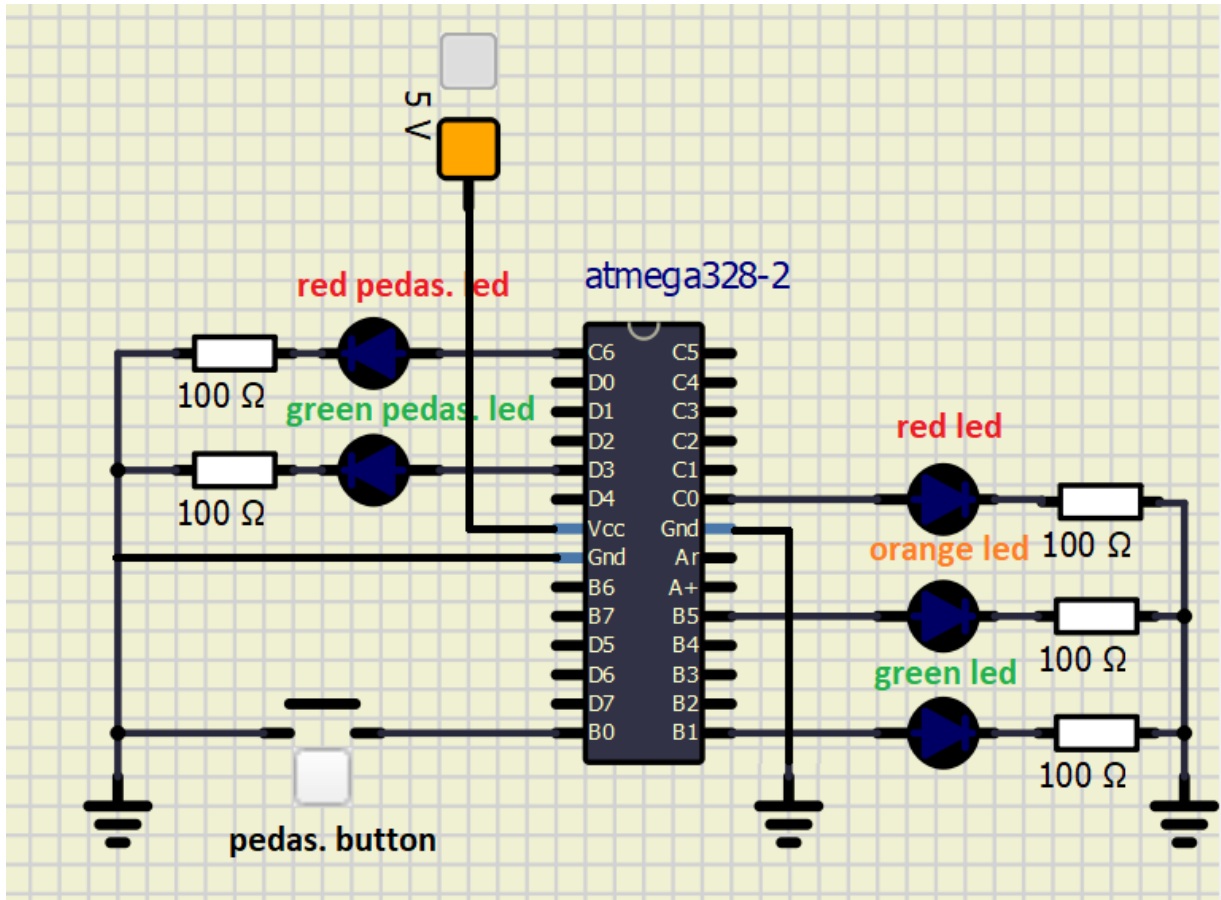 5 V
atmega328-2
red pedas. led
C6 C5
100 Ω
D0 C4
green pedas. led
D1 C3
D2 C2
red led
D3 C1
D4 C0
100 Ω
Vcc Gnd
orange led
100 Ω
Gnd Ar
B6 A+
B7 B5
D5 B4
100 Ω
green led
D6 B3
D7 B2
B0 B1
100 Ω
pedas. button